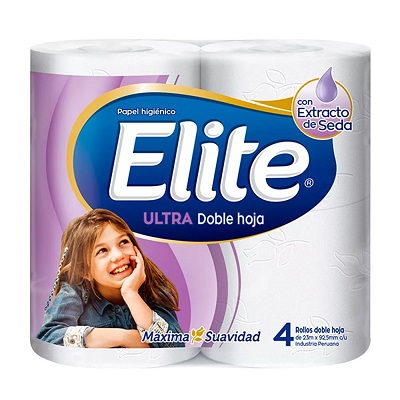 Papel higiénico
Elite®
ULTRA Doble hoja
con
Extracto
de Seda
Máxima Suavidad
4 Rollos doble hoja
de 23m x 92,5mm c/u
Industria Peruana